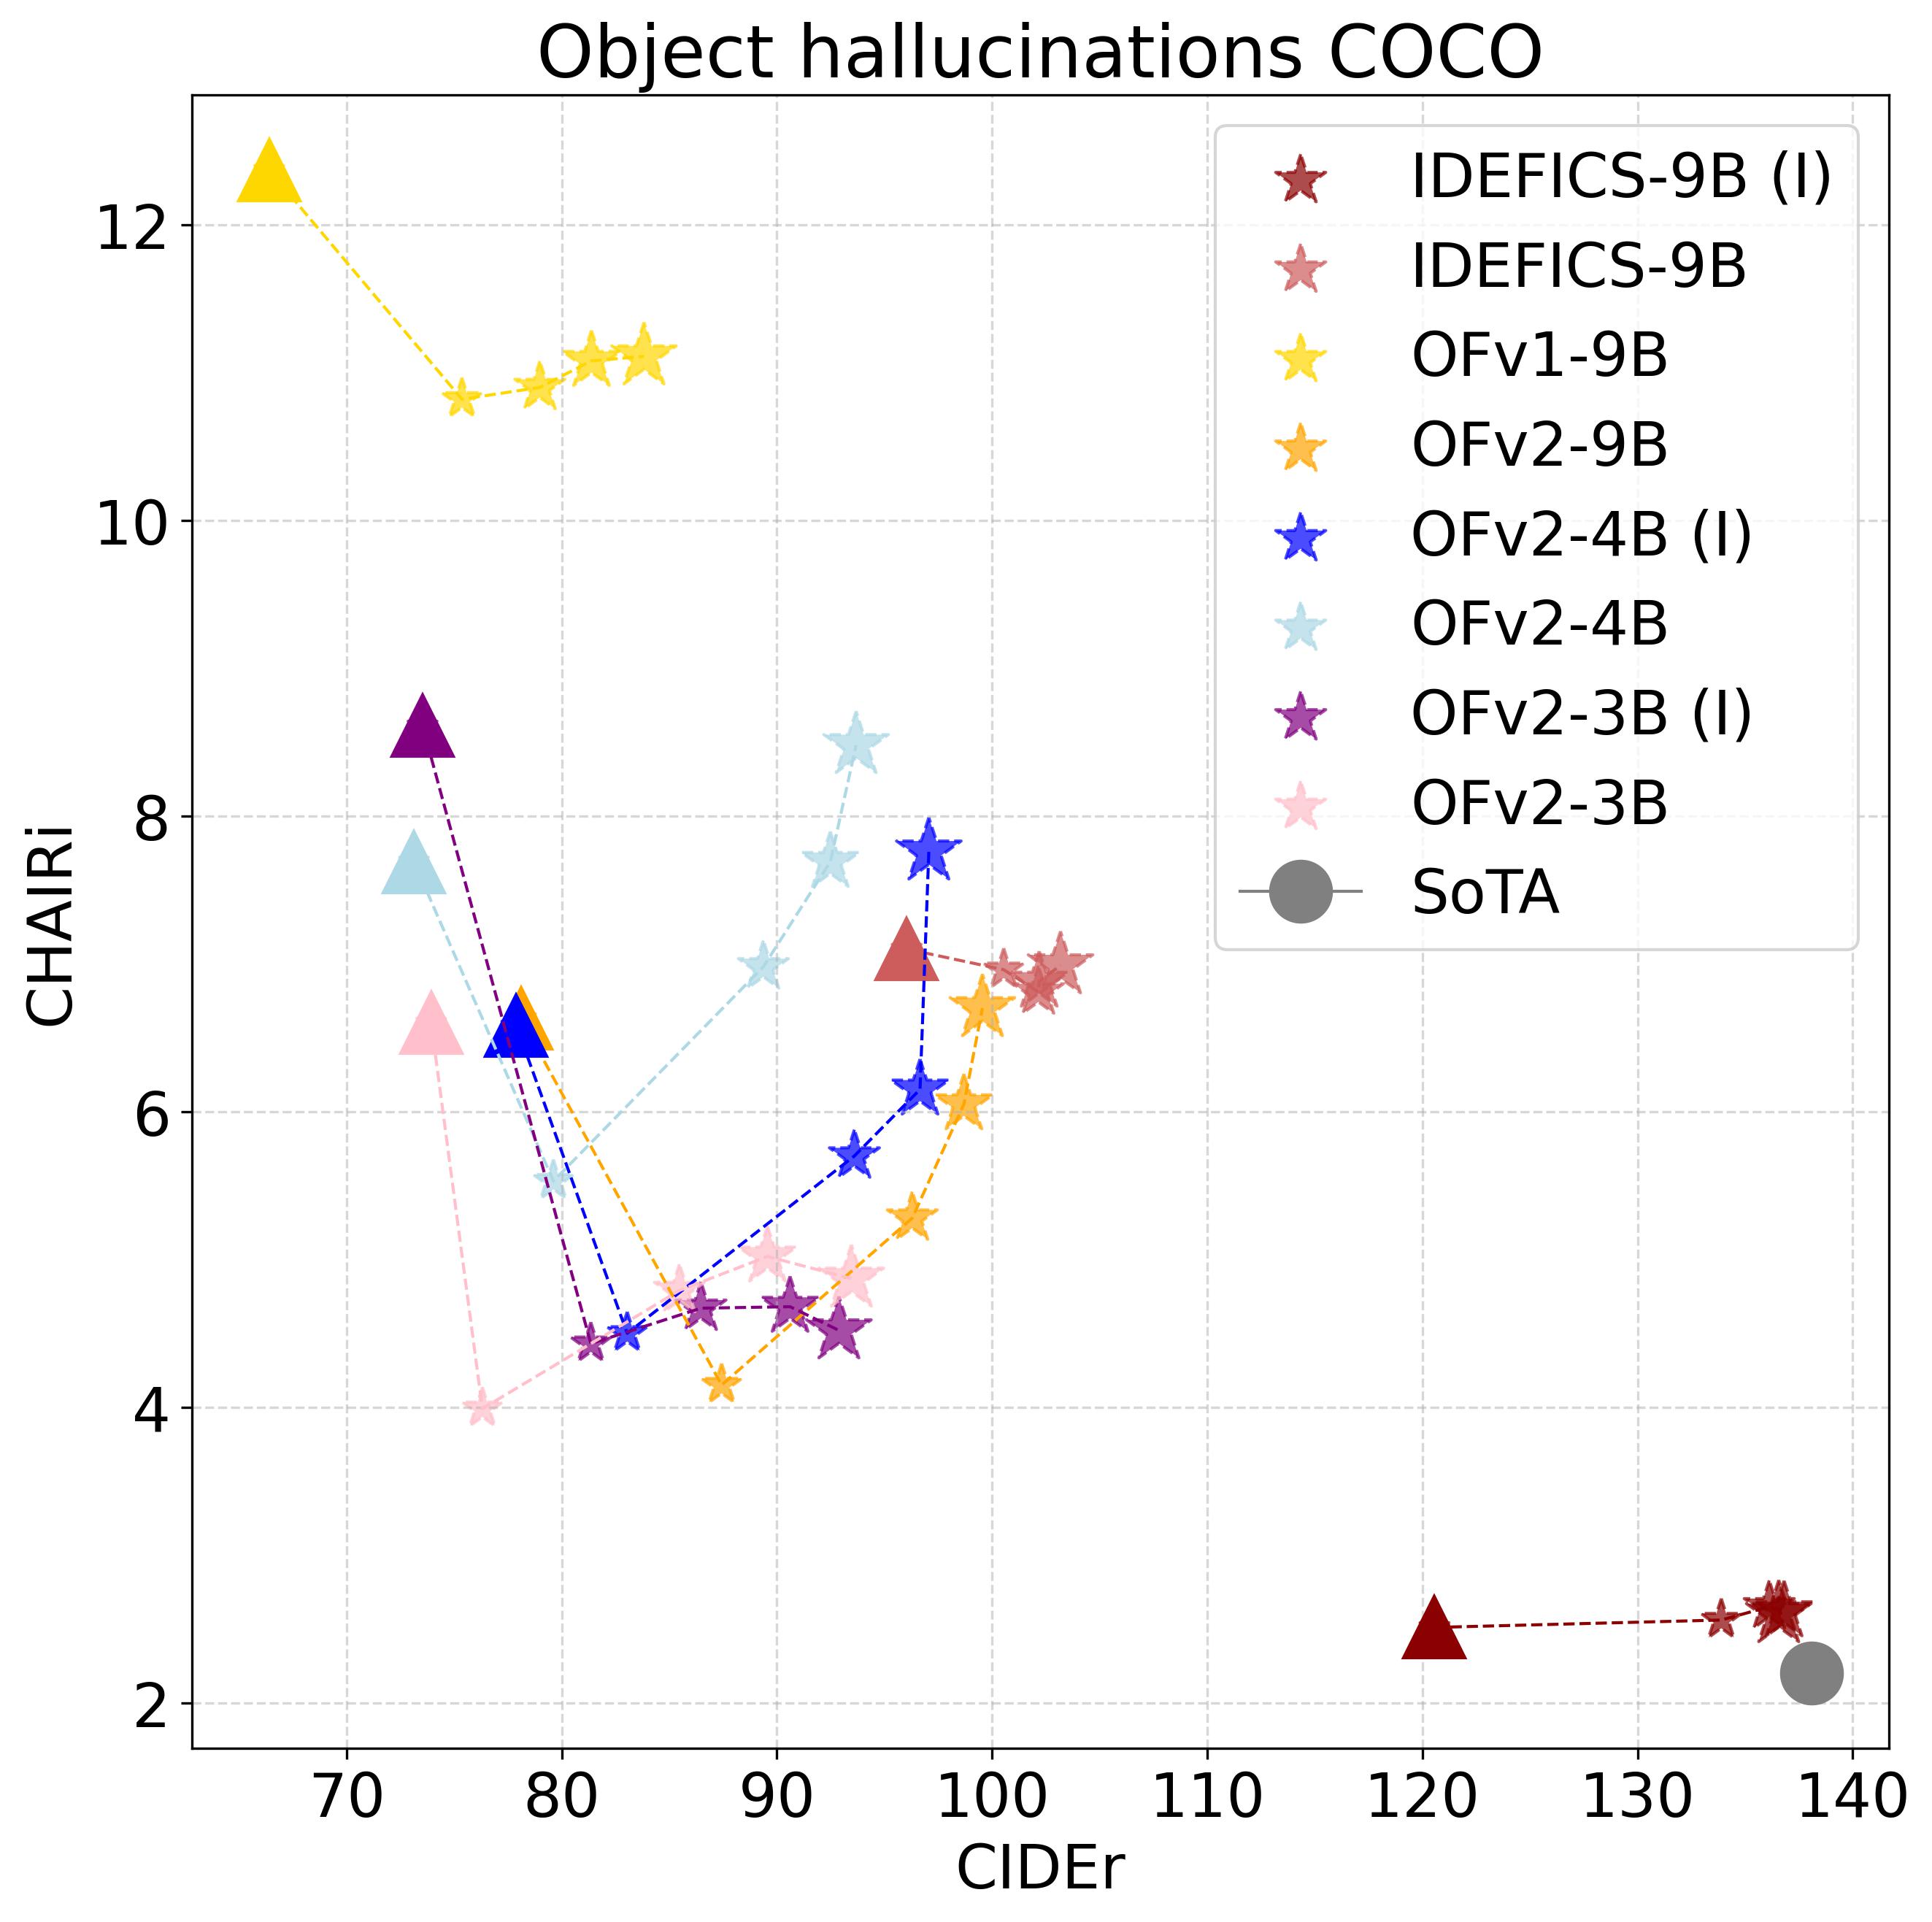 Object hallucinations COCO
CHAIRi
12
10
8
6
4
2
IDEFICS-9B (I)
IDEFICS-9B
OFv1-9B
OFv2-9B
OFv2-4B (I)
OFv2-4B
OFv2-3B (I)
OFv2-3B
SoTA
70 80 90 100 110 120 130 140
CIDEr